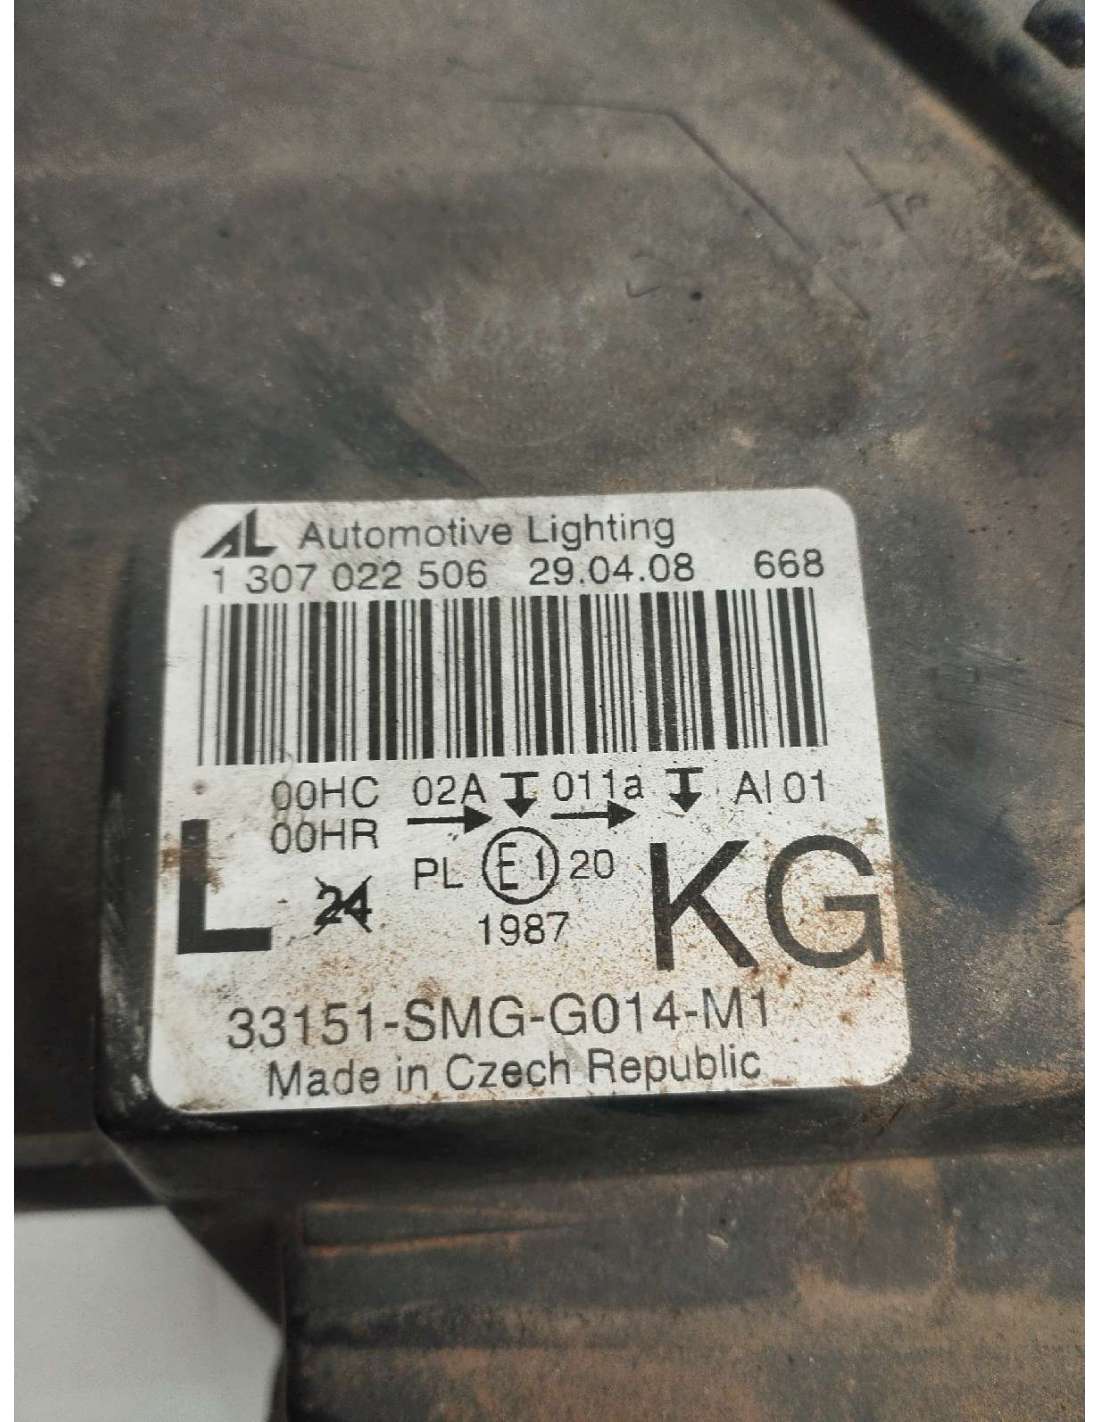 AL Automotive Lighting
1 307 022 506 29.04.08 668
00HC 02A 011a AI 01
00HR
PL E1 20
L 24 1987 KG
33151-SMG-G014-M1
Made in Czech Republic